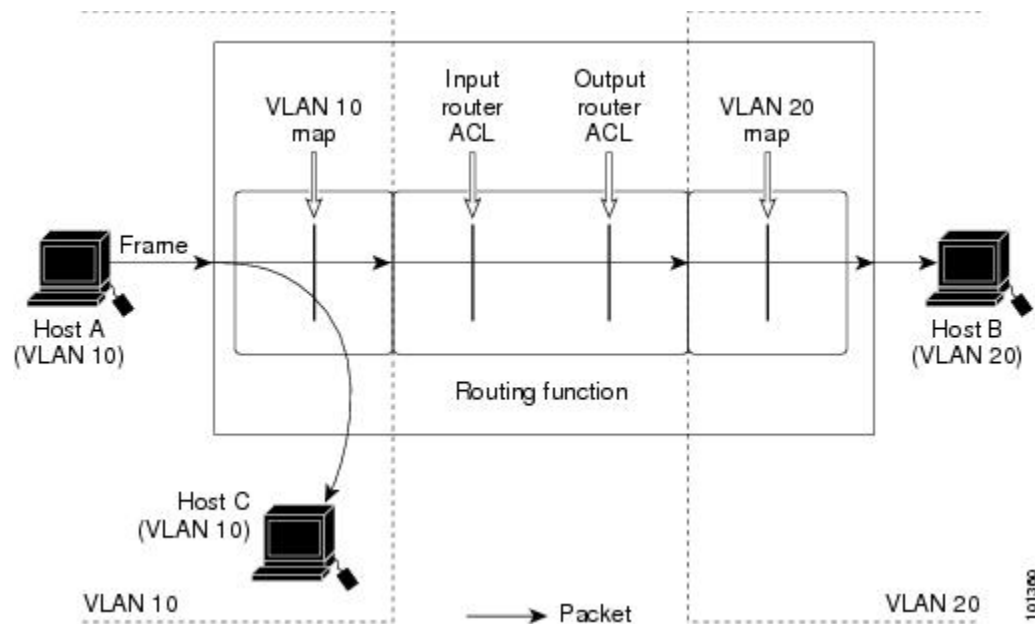 VLAN 10
map
Input
router
ACL
Output
router
ACL
VLAN 20
map
Frame
Host A
(VLAN 10)
Host B
(VLAN 20)
Routing function
Host C
(VLAN 10)
VLAN 10
Packet
VLAN 20